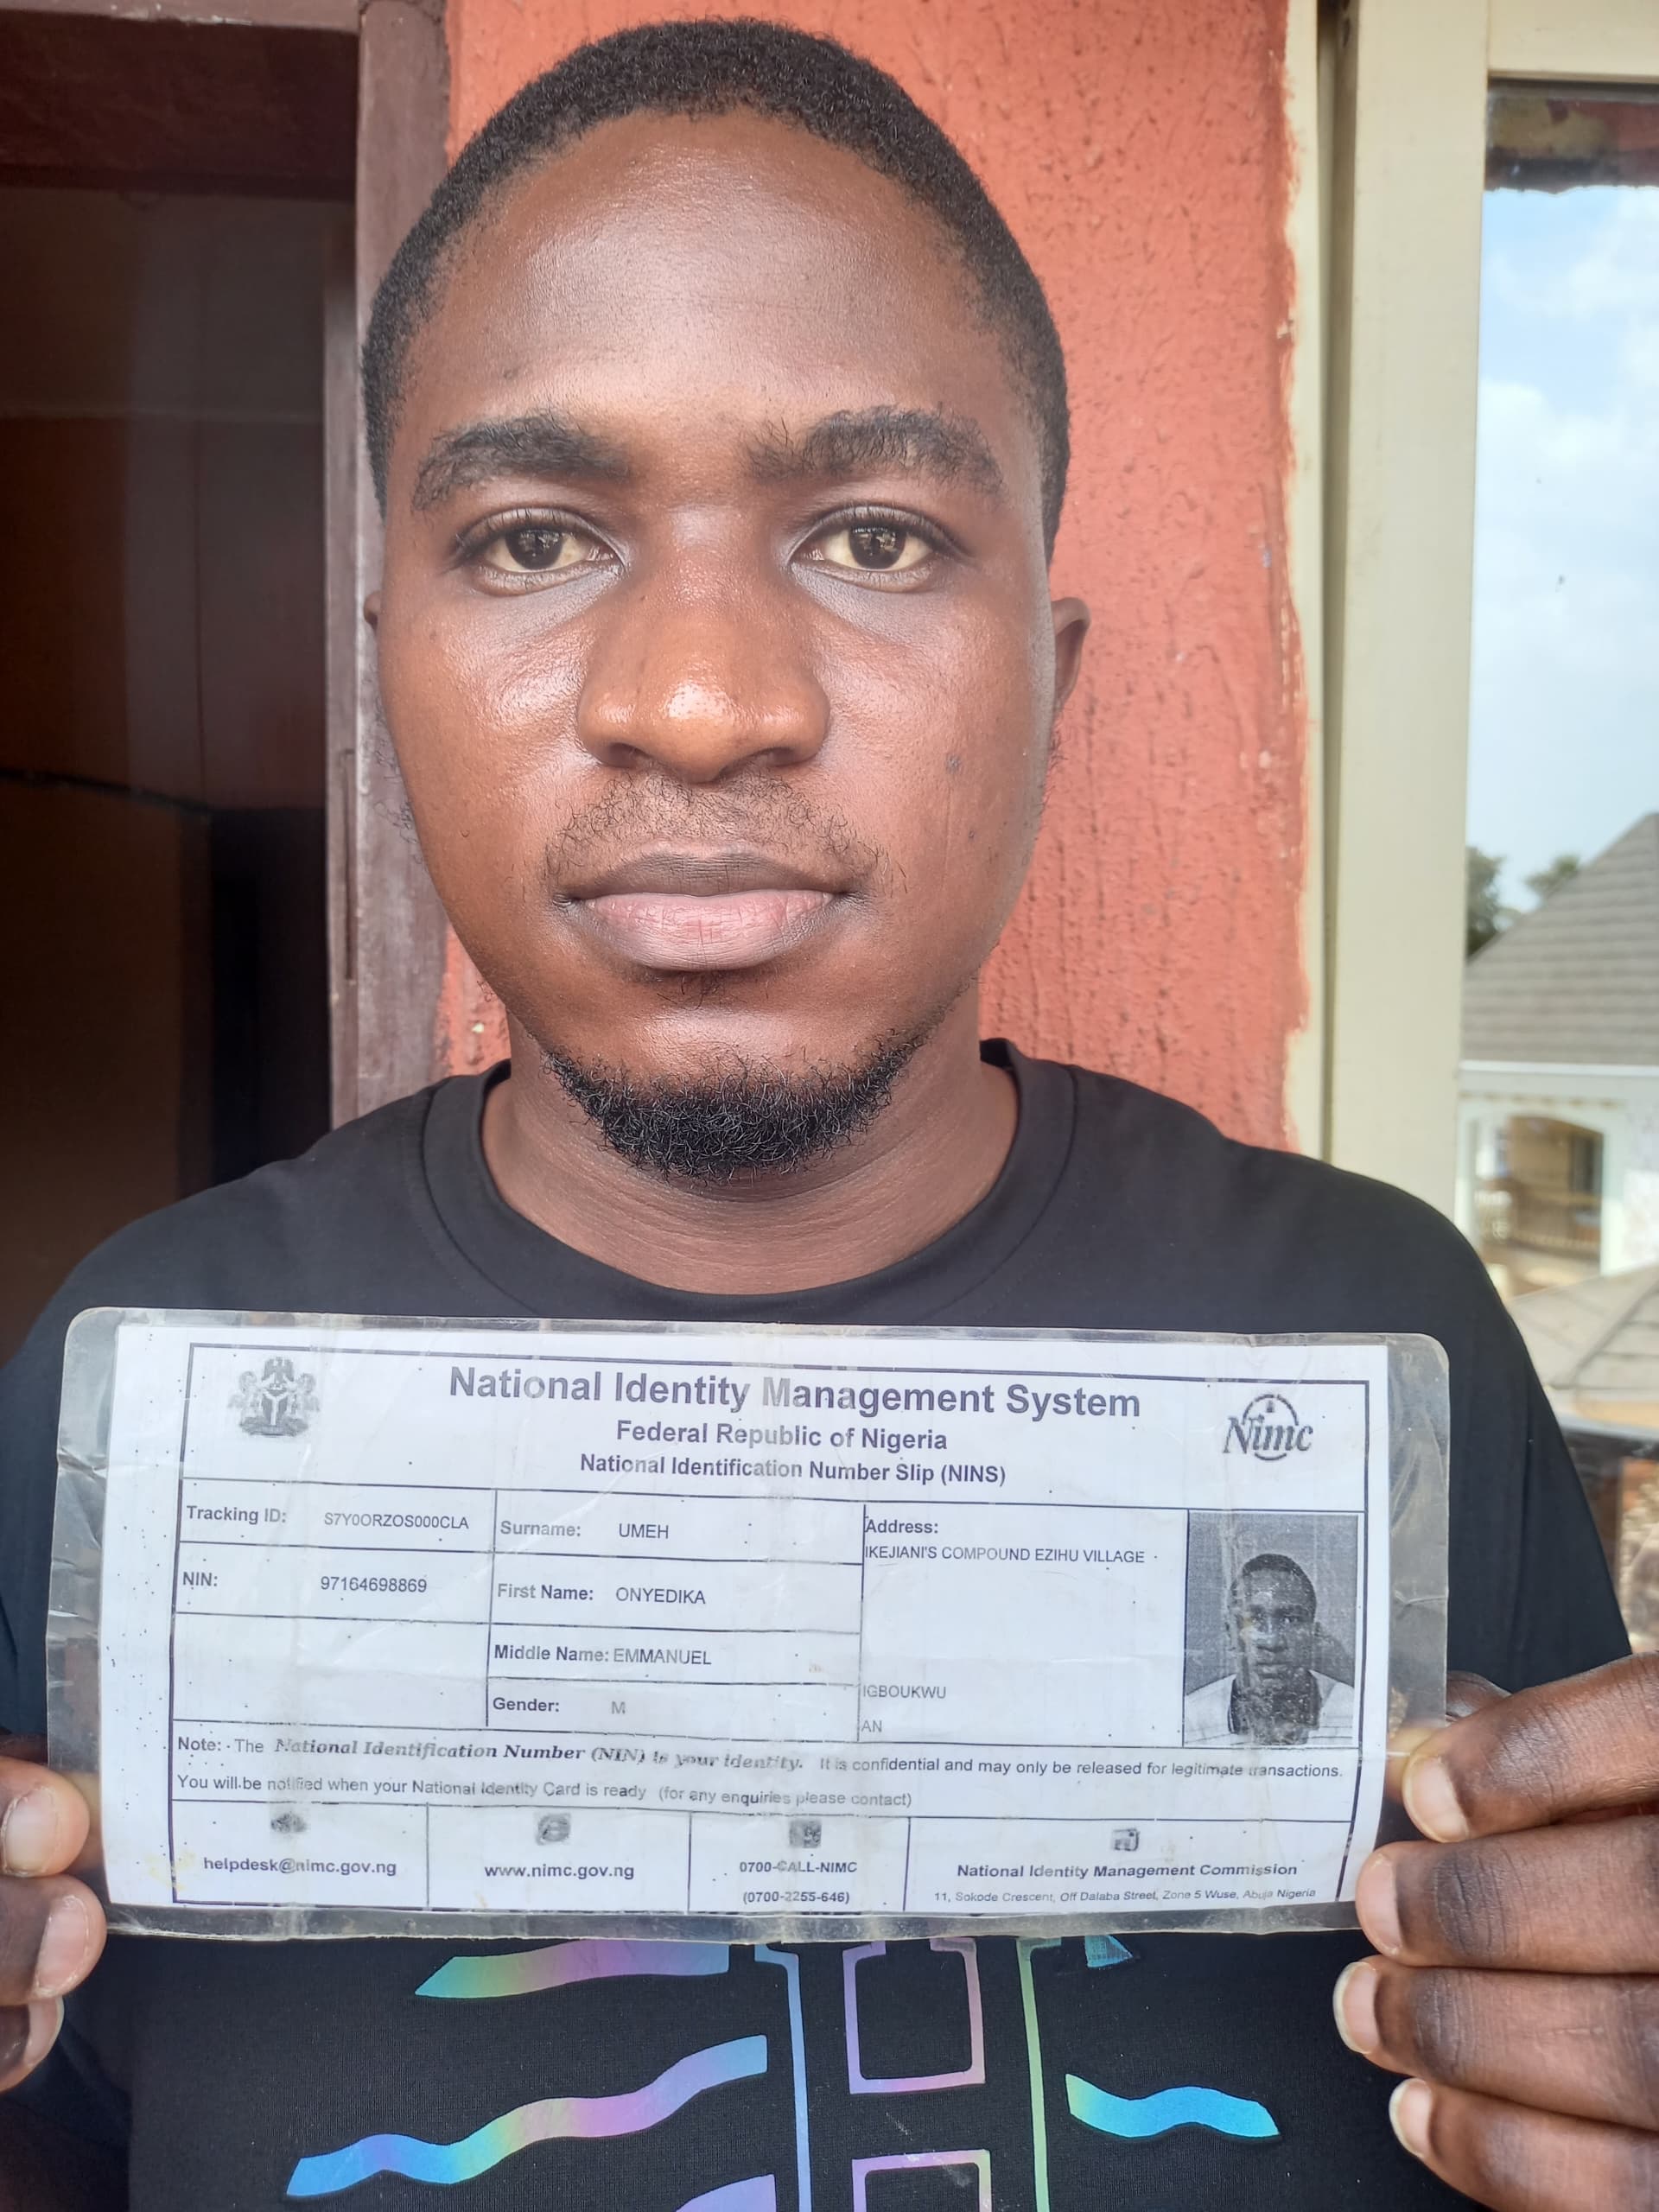 National Identity Management System
Federal Republic of Nigeria
National Identification Number Slip (NINS)
Nimc
Tracking ID: S7Y0ORZOS000CLA
NIN: 97164698869
Surname: UMEH
First Name: ONYEDIKA
Middle Name: EMMANUEL
Gender: M
Address:
IKEJIANI'S COMPOUND EZIHU VILLAGE
IGBOUKWU
AN
Note: The National Identification Number (NIN) is your identity. It is confidential and may only be released for legitimate transactions.
You will be notified when your National Identity Card is ready (for any enquiries please contact)
helpdesk@nimc.gov.ng
www.nimc.gov.ng
0700-CALL-NIMC
(0700-2255-646)
National Identity Management Commission
11, Sokode Crescent, Off Dalaba Street, Zone 5 Wuse, Abuja Nigeria